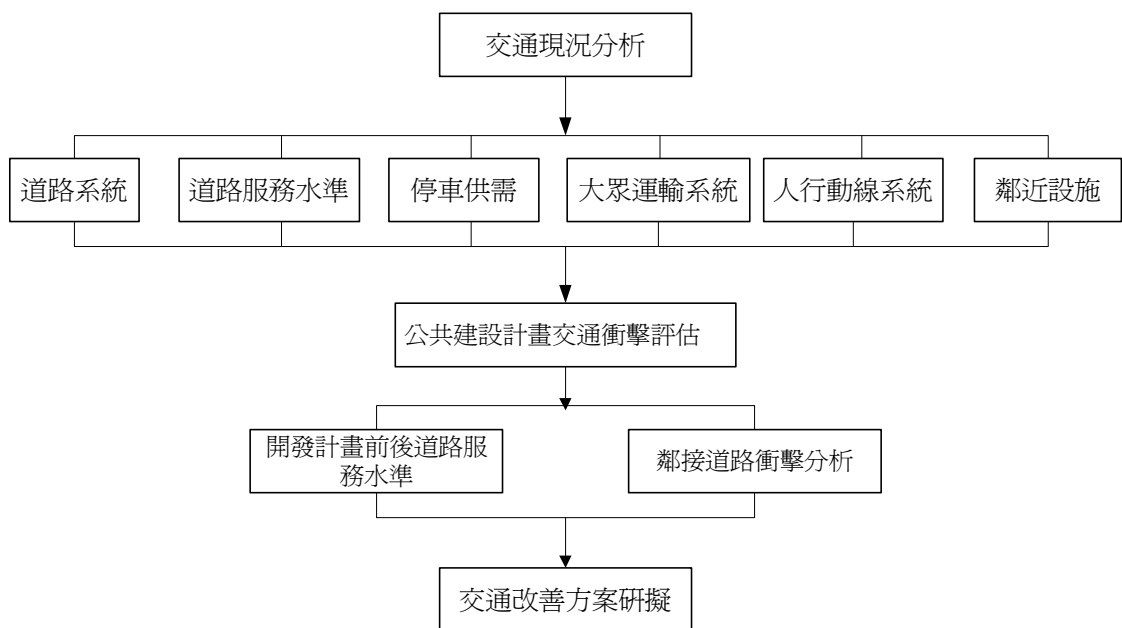 交通現況分析
道路系統
道路服務水準
停車供需
大眾運輸系統
人行動線系統
鄰近設施
公共建設計畫交通衝擊評估
開發計畫前後道路服
務水準
鄰接道路衝擊分析
交通改善方案研擬